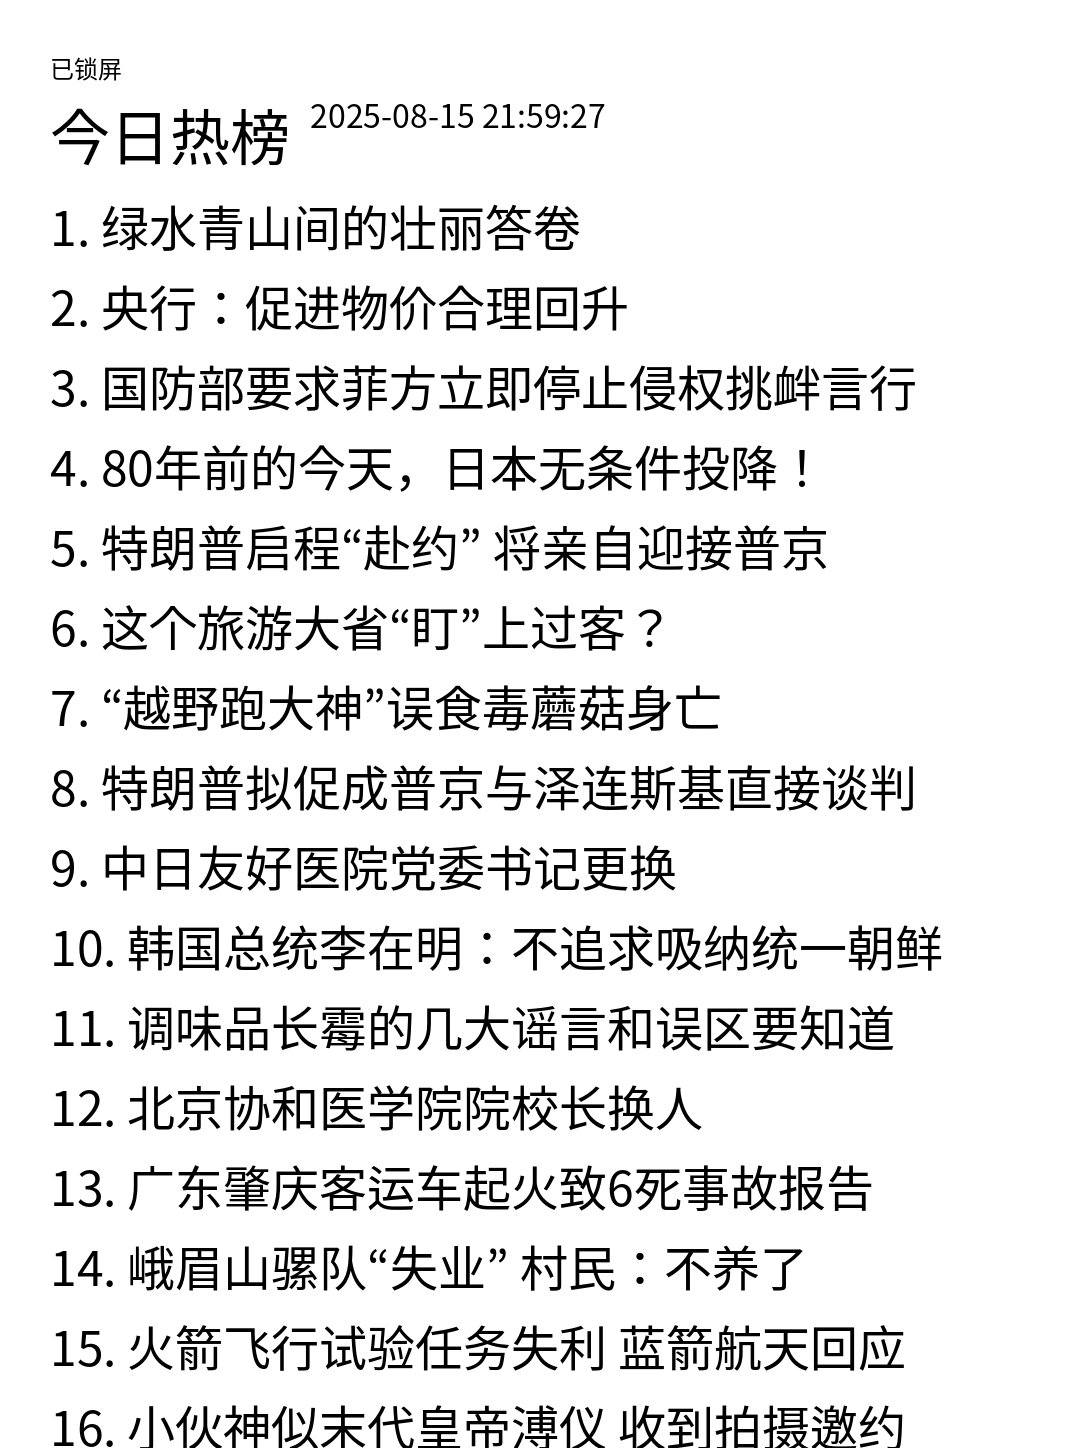 已锁屏
今日热榜 2025-08-15 21:59:27
1. 绿水青山间的壮丽答卷
2. 央行：促进物价合理回升
3. 国防部要求菲方立即停止侵权挑衅言行
4. 80年前的今天，日本无条件投降！
5. 特朗普启程“赴约” 将亲自迎接普京
6. 这个旅游大省“盯”上过客？
7. “越野跑大神”误食毒蘑菇身亡
8. 特朗普拟促成普京与泽连斯基直接谈判
9. 中日友好医院党委书记更换
10. 韩国总统李在明：不追求吸纳统一朝鲜
11. 调味品长霉的几大谣言和误区要知道
12. 北京协和医学院院校长换人
13. 广东肇庆客运车起火致6死事故报告
14. 峨眉山骡队“失业” 村民：不养了
15. 火箭飞行试验任务失利 蓝箭航天回应
16. 小伙神似末代皇帝溥仪 收到拍摄邀约